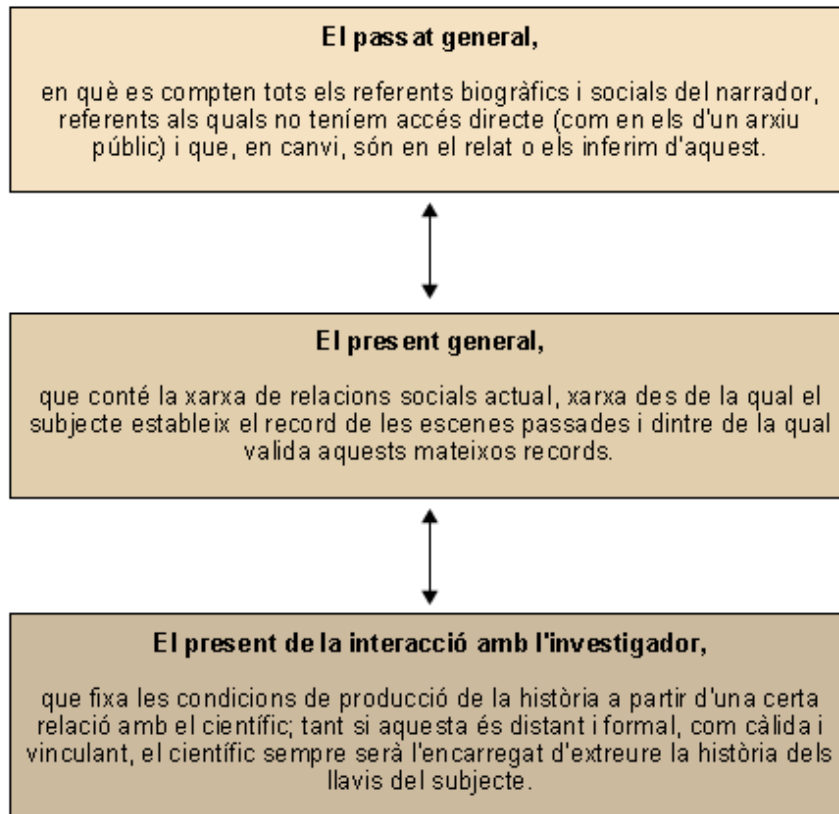 El passat general,
en què es compten tots els referents biogràfics i socials del narrador,
referents als quals no teníem accés directe (com en els d'un arxiu
públic) i que, en canvi, són en el relat o els inferim d'aquest.
El present general,
que conté la xarxa de relacions socials actual, xarxa des de la qual el
subjecte estableix el record de les escenes passades i dintre de la qual
valida aquests mateixos records.
El present de la interacció amb l'investigador,
que fixa les condicions de producció de la història a partir d'una certa
relació amb el científic; tant si aquesta és distant i formal, com càlida i
vinculant, el científic sempre serà l'encarregat d'extreure la història dels
llavis del subjecte.